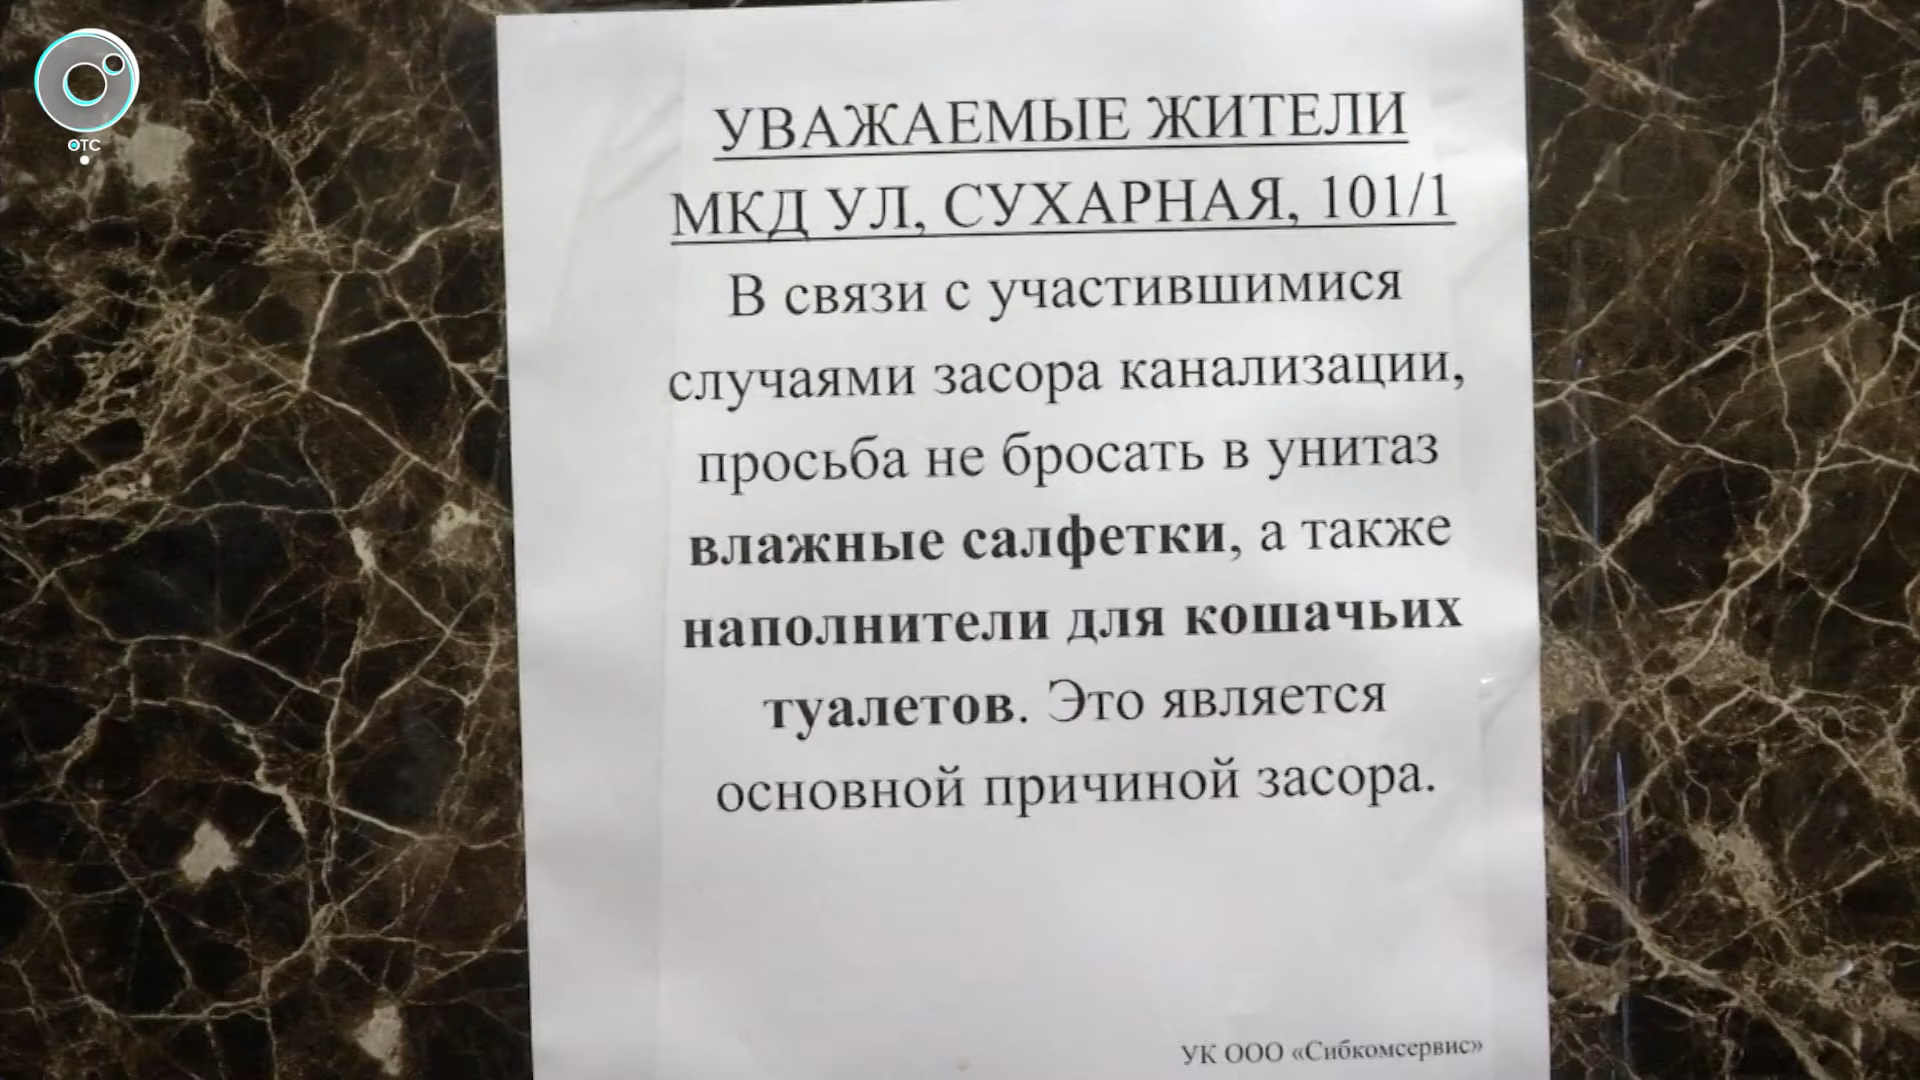 ОТС
УВАЖАЕМЫЕ ЖИТЕЛИ
МКД УЛ, СУХАРНАЯ, 101/1
В связи с участившимися
случаями засора канализации,
просьба не бросать в унитаз
влажные салфетки, а также
наполнители для кошачьих
туалетов. Это является
основной причиной засора.
УК ООО «Сибкомсервис»